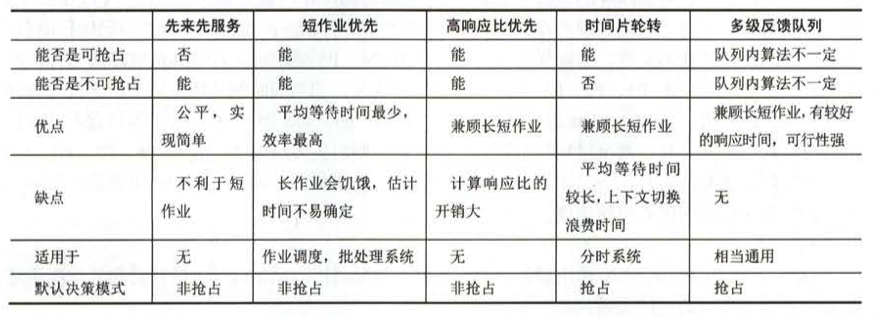 先来先服务 短作业优先 高响应比优先 时间片轮转 多级反馈队列
能否是可抢占 否 能 能 能 队列内算法不一定
能否是不可抢占 能 能 能 否 队列内算法不一定
优点 公平，实现简单 平均等待时间最少，效率最高 兼顾长短作业 兼顾长短作业 兼顾长短作业，有较好的响应时间，可行性强
缺点 不利于短作业 长作业会饥饿，估计时间不易确定 计算响应比的开销大 平均等待时间较长，上下文切换浪费时间 无
适用于 无 作业调度，批处理系统 无 分时系统 相当通用
默认决策模式 非抢占 非抢占 非抢占 抢占 抢占